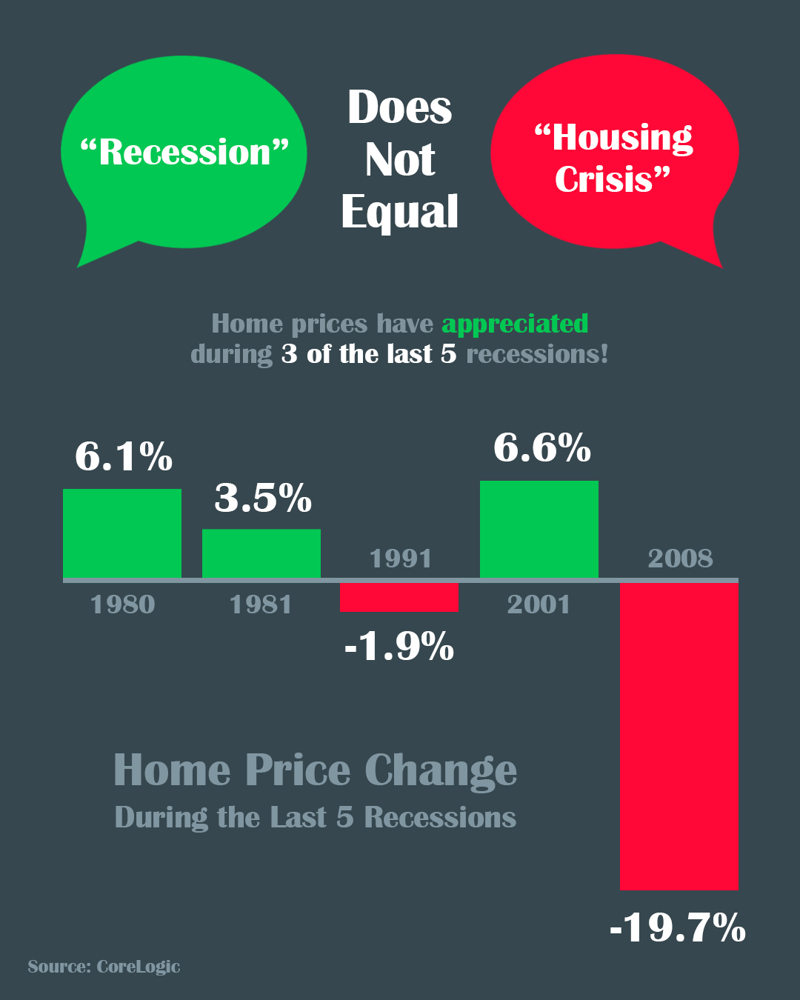 “Recession”
Does
Not
Equal
“Housing
Crisis”
Home prices have appreciated
during 3 of the last 5 recessions!
6.1%
3.5%
6.6%
1991
2008
1980
1981
2001
-1.9%
Home Price Change
During the Last 5 Recessions
-19.7%
Source: CoreLogic